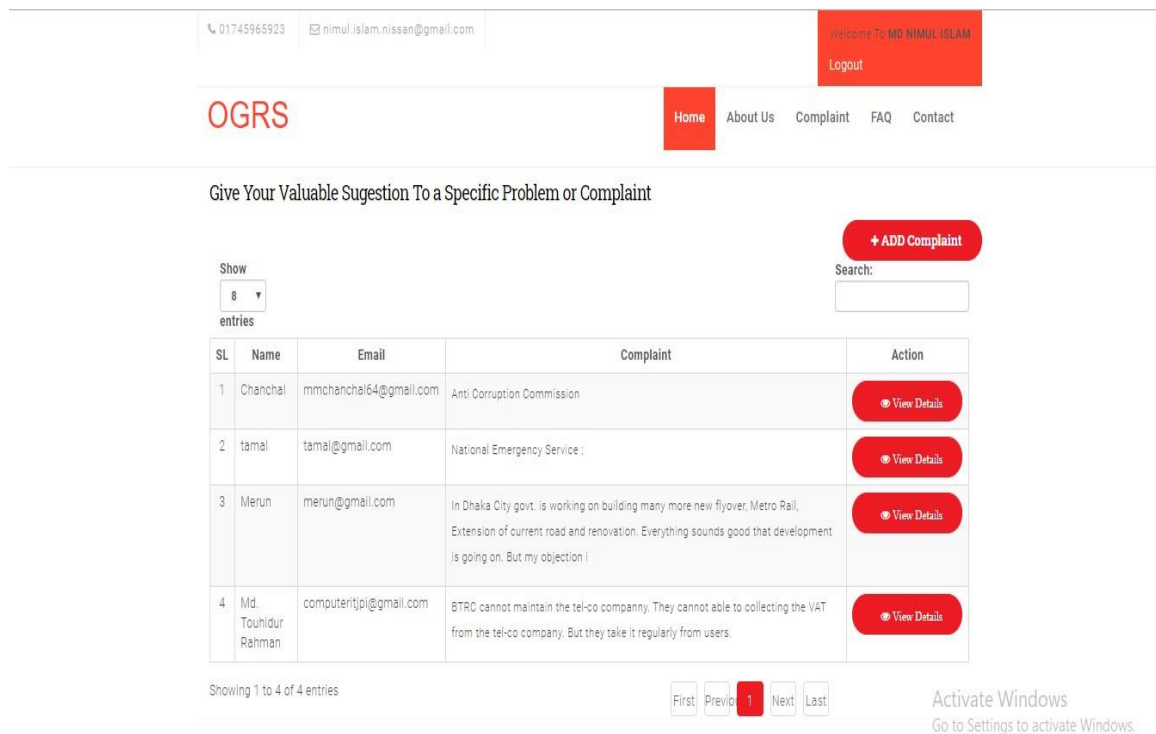 01745965923 nimul.islam.nissan@gmail.com
Welcome To MD NIMUL ISLAM
Logout
OGRS
Home About Us Complaint FAQ Contact
Give Your Valuable Sugestion To a Specific Problem or Complaint
+ ADD Complaint
Show
8
entries
Search:
SL Name Email Complaint Action
1 Chanchal mmchanchal64@gmail.com Anti Corruption Commission View Details
2 tamal tamal@gmail.com National Emergency Service ; View Details
3 Merun merun@gmail.com In Dhaka City govt. is working on building many more new flyover, Metro Rail,
Extension of current road and renovation. Everything sounds good that development
is going on. But my objection i
View Details
4 Md.
Touhidur
Rahman
computeritjpi@gmail.com
BTRC cannot maintain the tel-co companny. They cannot able to collecting the VAT
from the tel-co company. But they take it regularly from users.
View Details
Showing 1 to 4 of 4 entries
First Previo 1 Next Last
Activate Windows
Go to Settings to activate Windows.